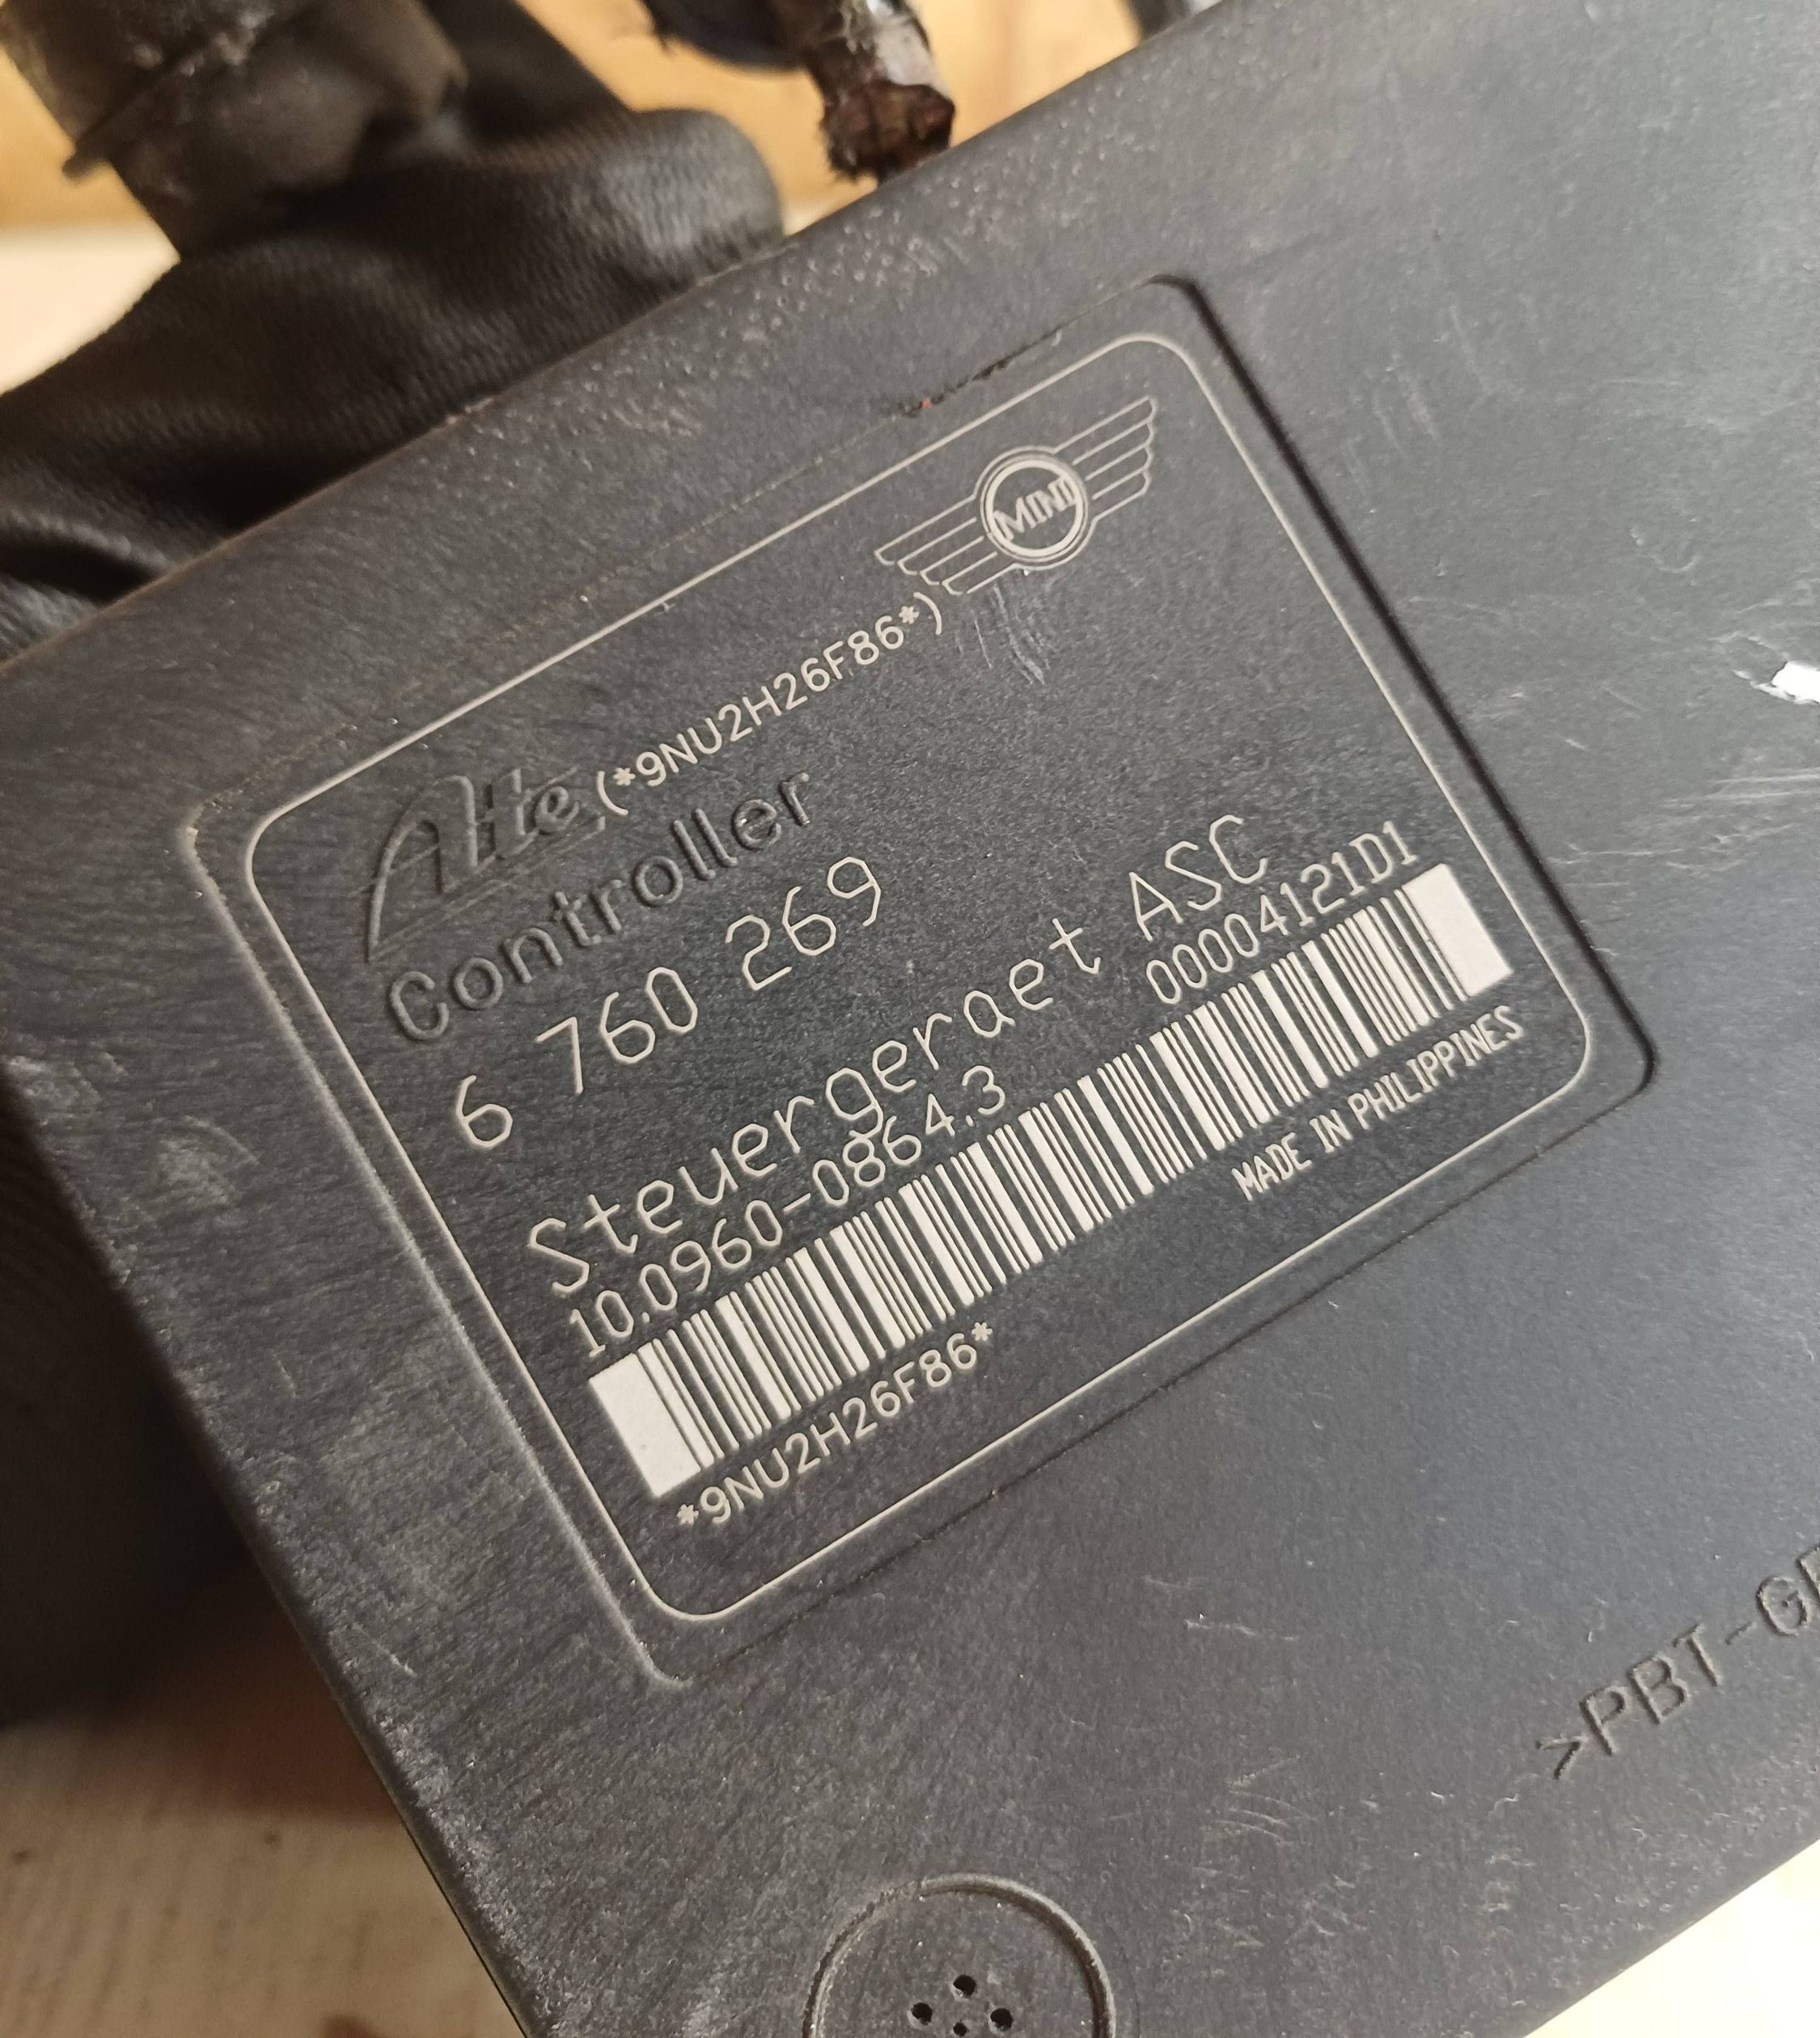 MINI
Ate (*9NU2H26F86*)
Controller
6 760 269
Steuergeraet ASC
10.0960-0864.3 00004121D1
*9NU2H26F86* MADE IN PHILIPPINES
>PBT-GF